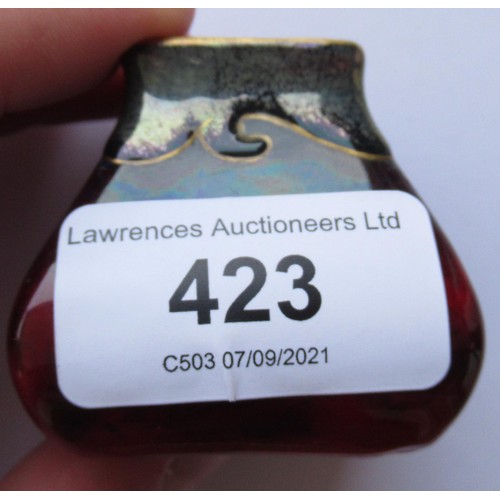 Lawrences Auctioneers Ltd
423
C503 07/09/2021